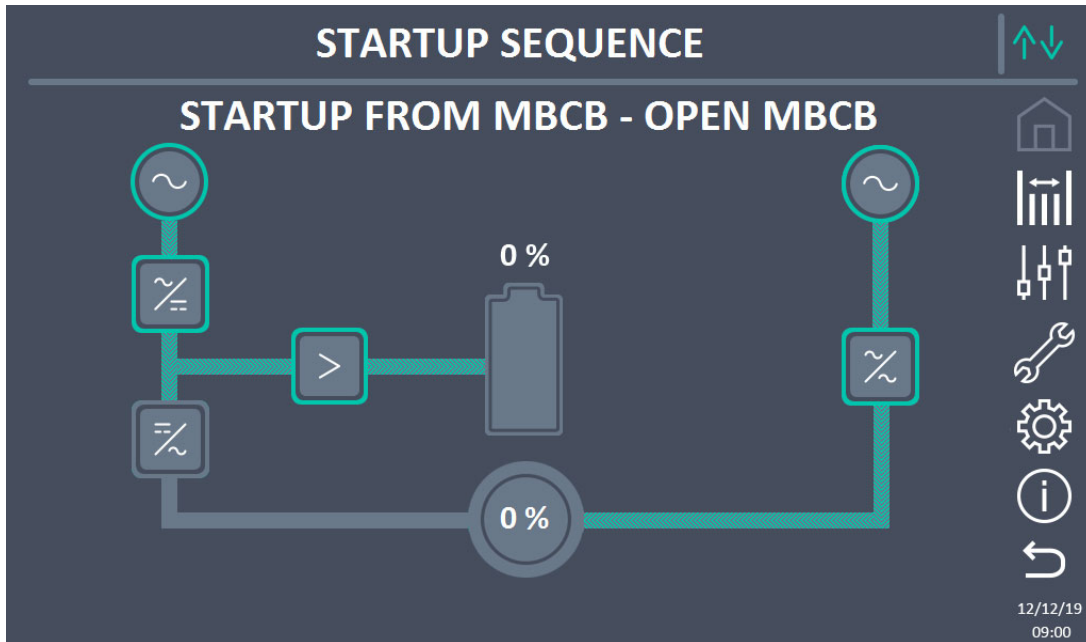 STARTUP SEQUENCE
STARTUP FROM MBCB - OPEN MBCB
0 %
0 %
12/12/19
09:00